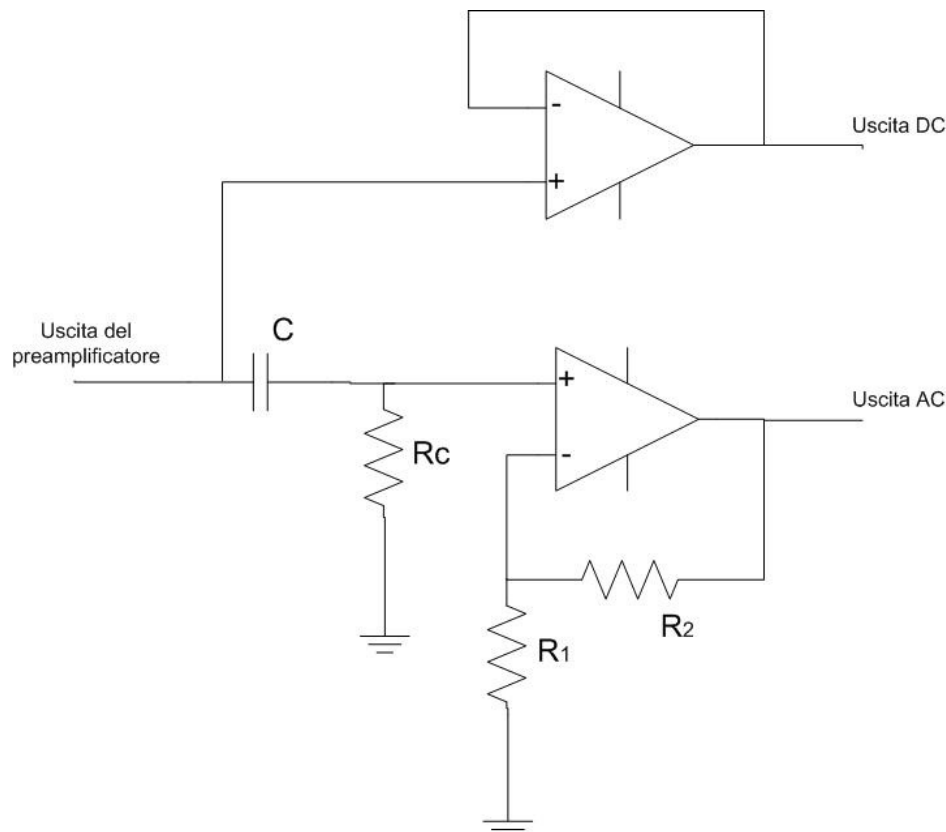 -
Uscita DC
+
Uscita del
preamplificatore
C
+
Uscita AC
Rc
-
R2
R1